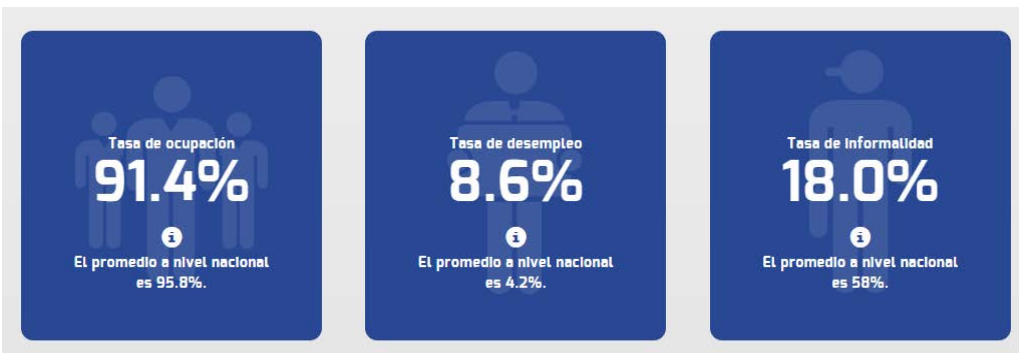 Tasa de ocupación
91.4%
i
El promedio a nivel nacional
es 95.8%.
Tasa de desempleo
8.6%
i
El promedio a nivel nacional
es 4.2%.
Tasa de informalidad
18.0%
i
El promedio a nivel nacional
es 58%.